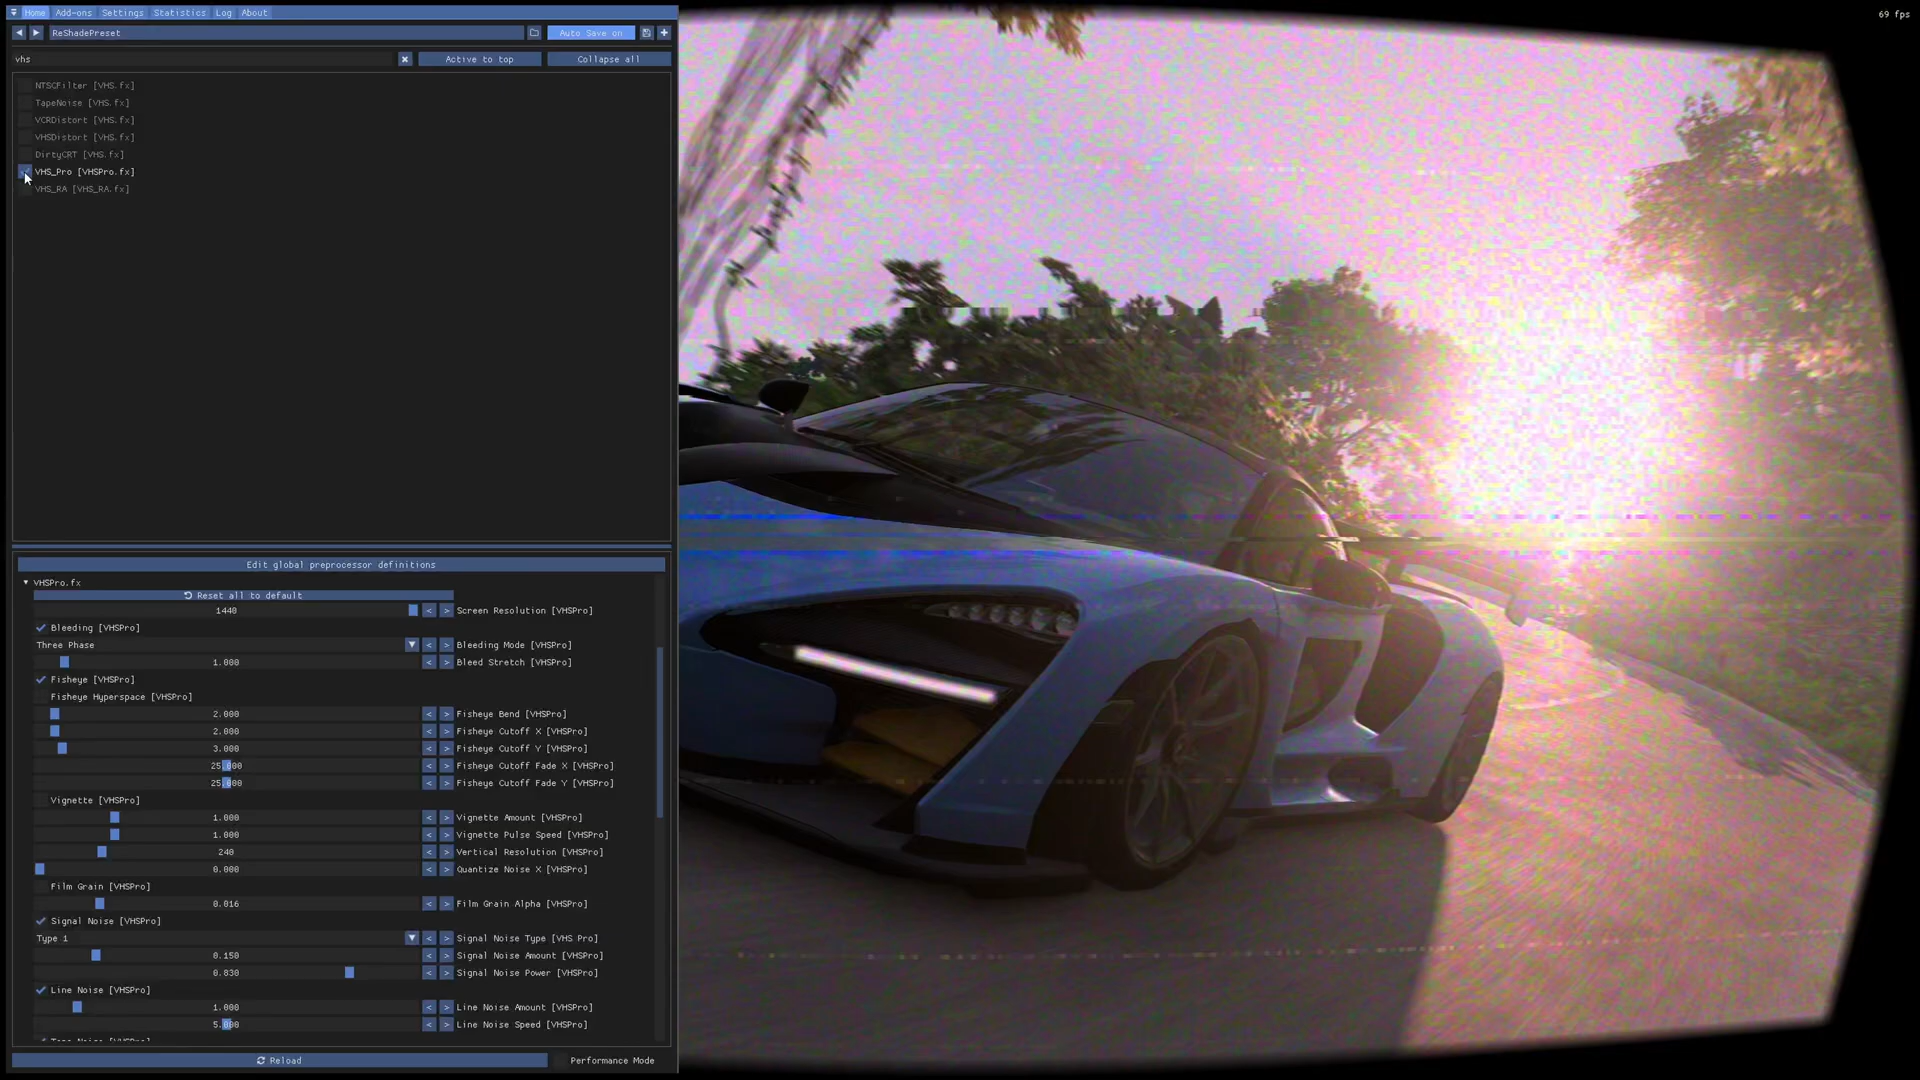 Home Add-ons Settings Statistics Log About
69 fps
ReShadePreset
Auto Save on
vhs
Active to top
Collapse all
NTSCFilter [VHS.fx]
TapeNoise [VHS.fx]
VCRDistort [VHS.fx]
VHSDistort [VHS.fx]
DirtyCRT [VHS.fx]
VHS_Pro [VHSPro.fx]
VHS_RA [VHS_RA.fx]
Edit global preprocessor definitions
VHSPro.fx
Reset all to default
1440 < > Screen Resolution [VHSPro]
Bleeding [VHSPro]
Three Phase < > Bleeding Mode [VHSPro]
1.000 < > Bleed Stretch [VHSPro]
Fisheye [VHSPro]
Fisheye Hyperspace [VHSPro]
2.000 < > Fisheye Bend [VHSPro]
2.000 < > Fisheye Cutoff X [VHSPro]
3.000 < > Fisheye Cutoff Y [VHSPro]
25.000 < > Fisheye Cutoff Fade X [VHSPro]
25.000 < > Fisheye Cutoff Fade Y [VHSPro]
Vignette [VHSPro]
1.000 < > Vignette Amount [VHSPro]
1.000 < > Vignette Pulse Speed [VHSPro]
240 < > Vertical Resolution [VHSPro]
0.000 < > Quantize Noise X [VHSPro]
Film Grain [VHSPro]
0.016 < > Film Grain Alpha [VHSPro]
Signal Noise [VHSPro]
Type 1 < > Signal Noise Type [VHS Pro]
0.150 < > Signal Noise Amount [VHSPro]
0.830 < > Signal Noise Power [VHSPro]
Line Noise [VHSPro]
1.000 < > Line Noise Amount [VHSPro]
5.000 < > Line Noise Speed [VHSPro]
Reload
Performance Mode